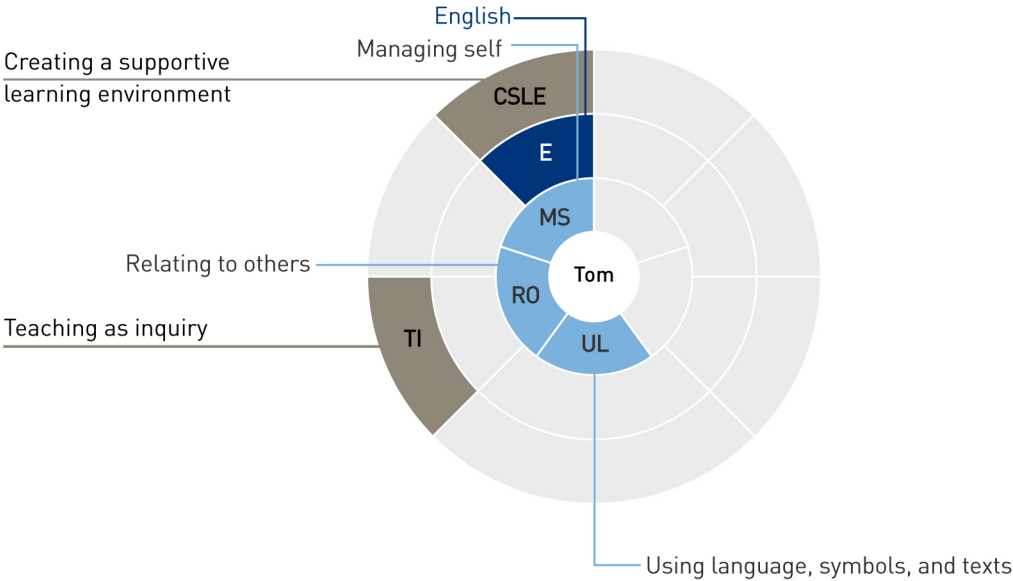 English
Managing self
Creating a supportive
learning environment
CSLE
E
MS
Relating to others
Tom
RO
Teaching as inquiry
TI
UL
Using language, symbols, and texts